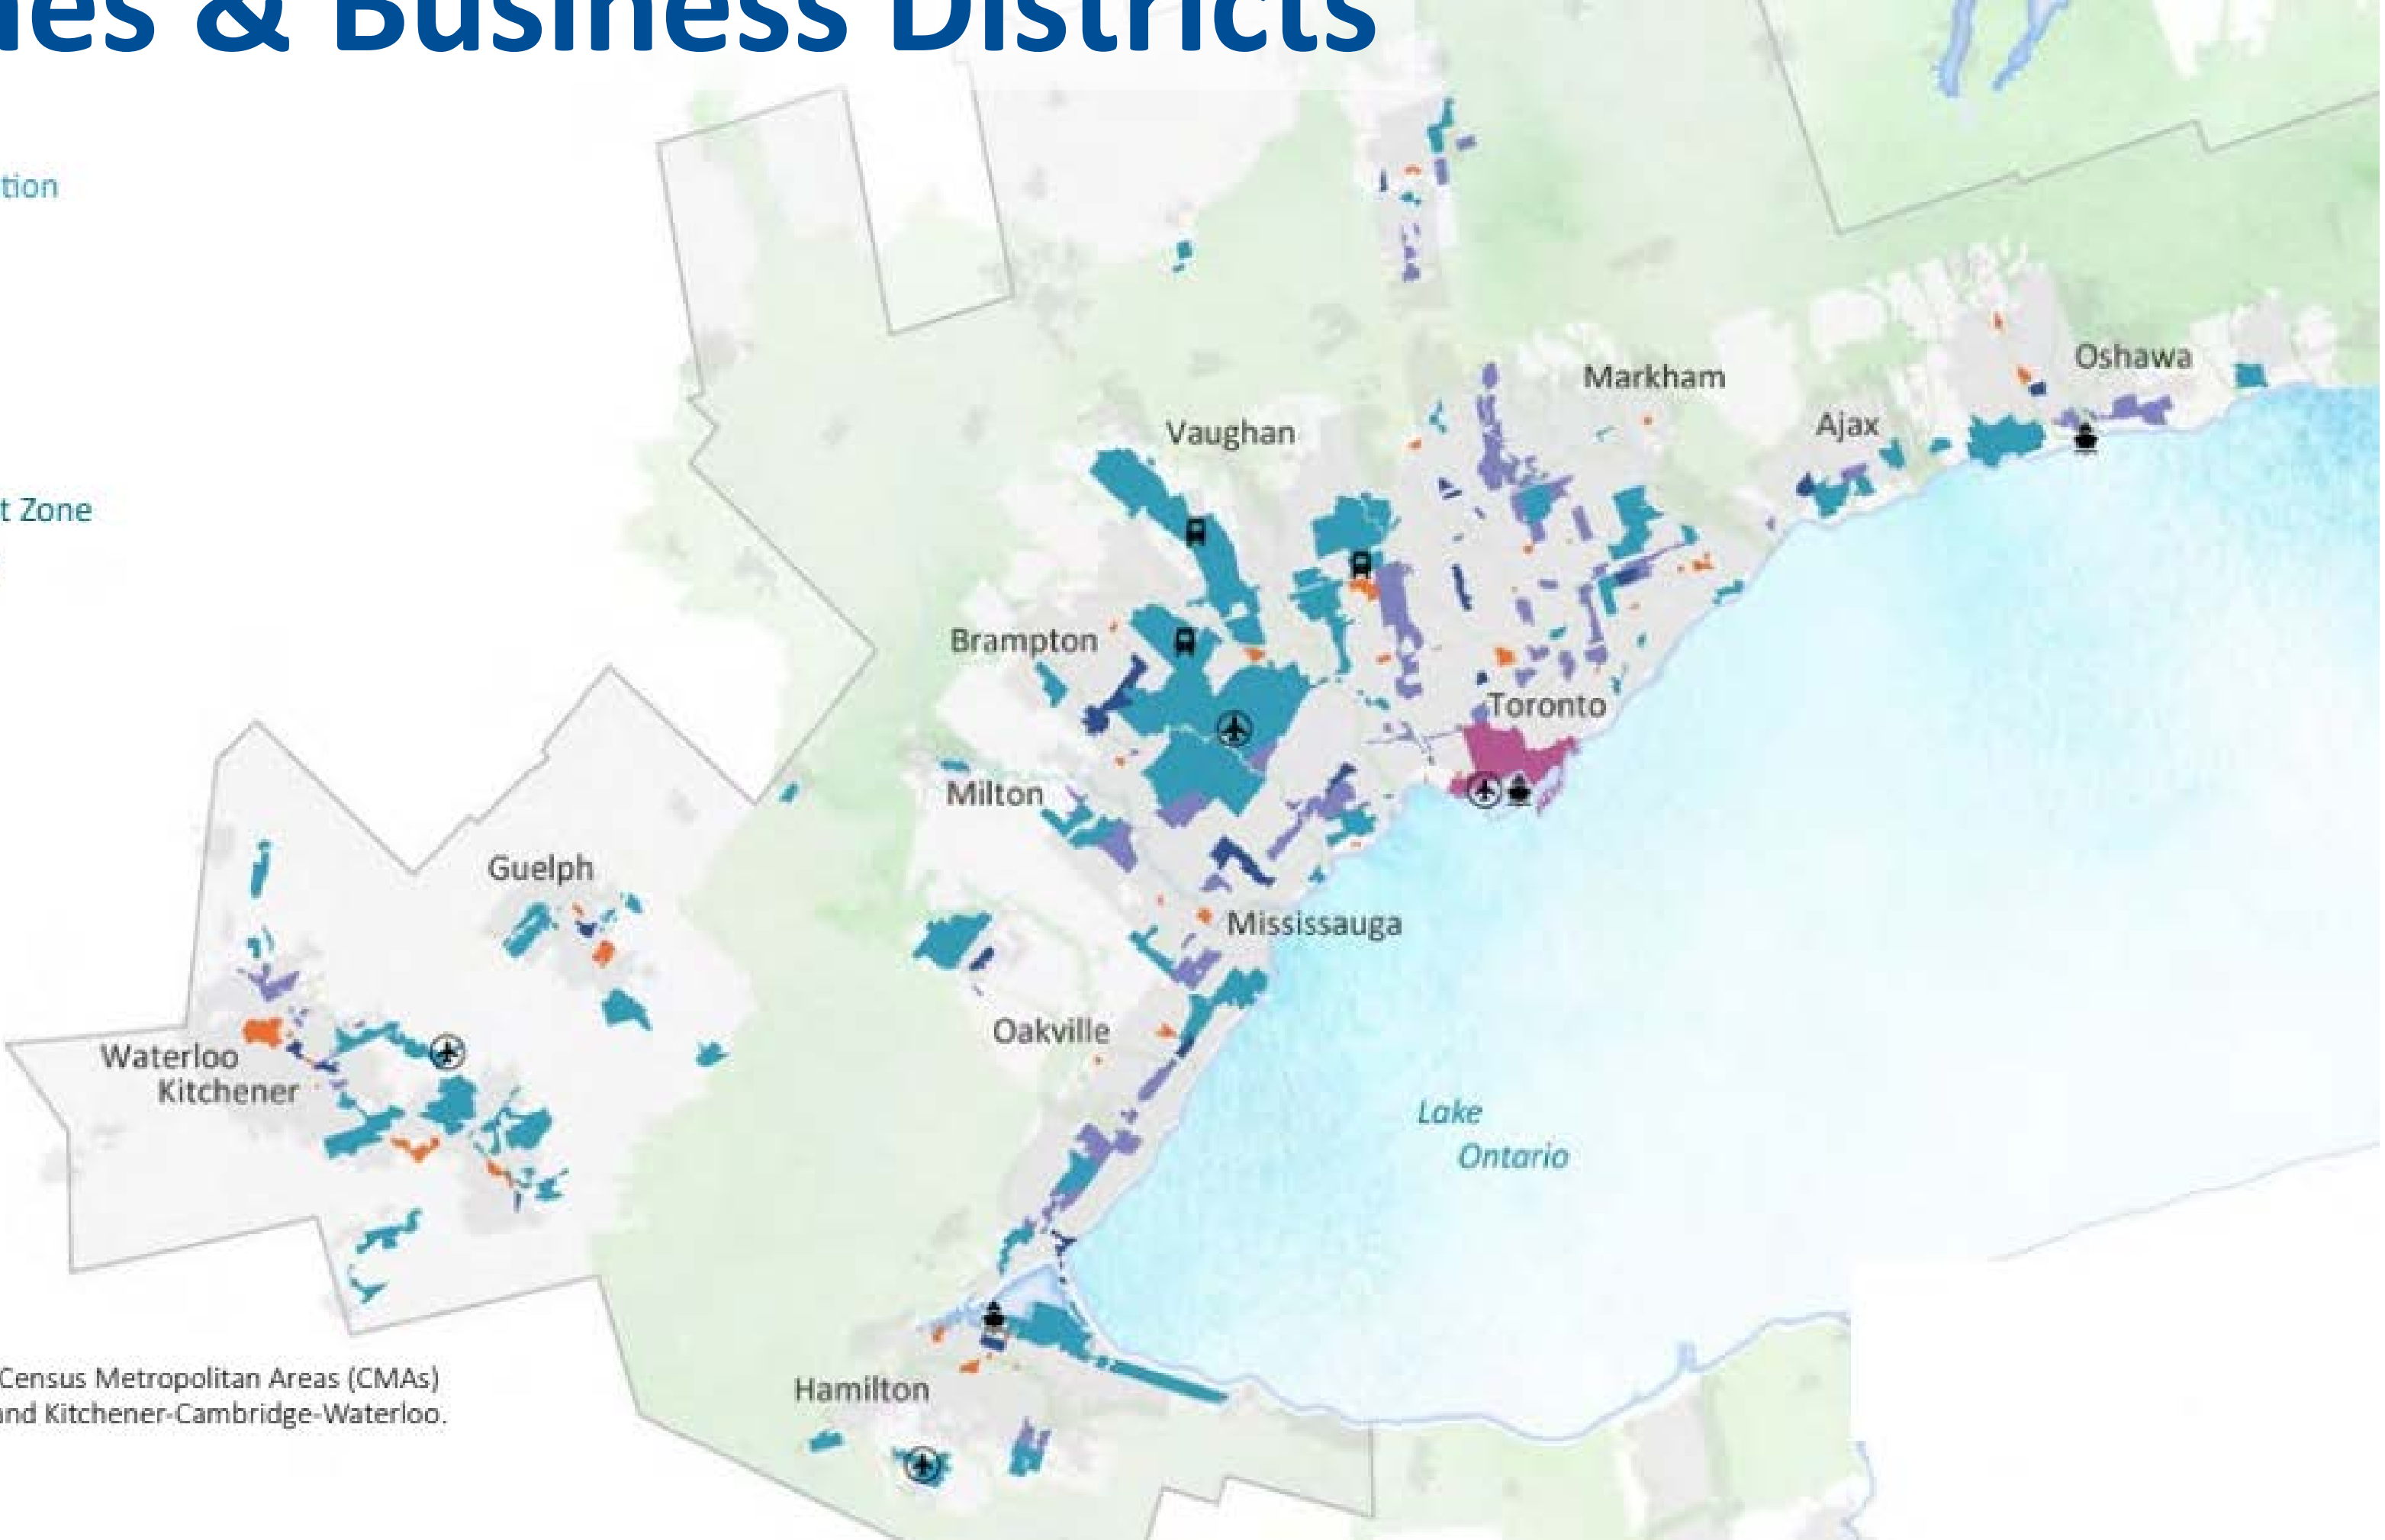 es & Business Districts
tion
t Zone
Markham
Oshawa
Ajax
Vaughan
Brampton
Toronto
Milton
Guelph
Mississauga
Oakville
Waterloo
Kitchener
Lake
Ontario
Hamilton
Census Metropolitan Areas (CMAs)
and Kitchener-Cambridge-Waterloo.